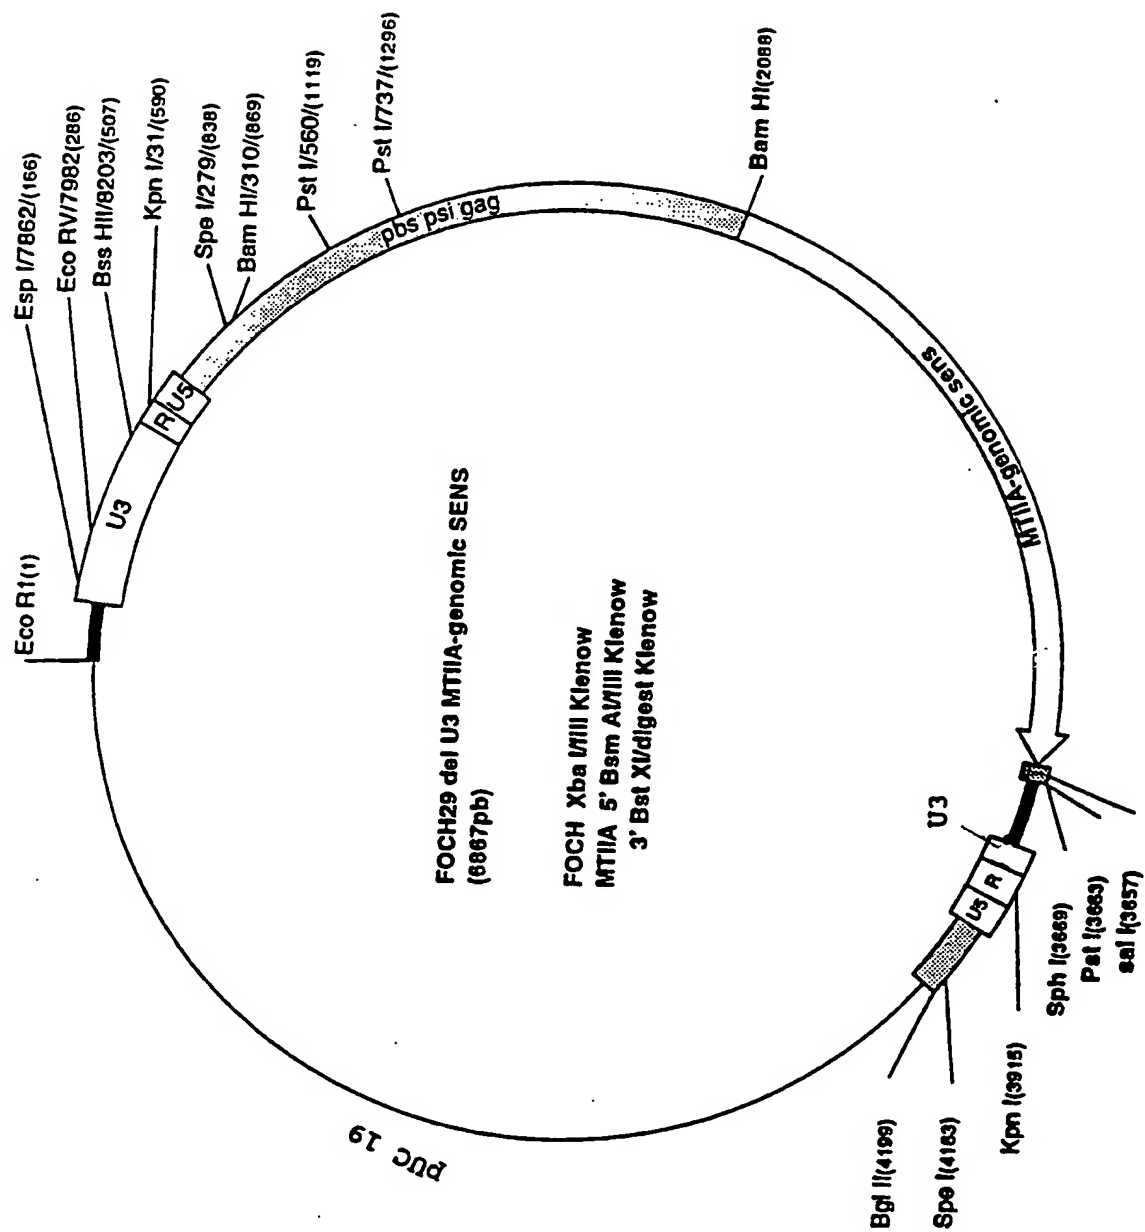 Eco R1(1)
Esp I/7862/(166)
Eco RV/7982(286)
Bss HII/8203/(507)
Kpn I/31/(590)
Spe I/279/(838)
Bam HI/310/(869)
Pst I/560/(1119)
Pst I/737/(1296)
Bam HI(2088)
U3
R
U5
pbs psi gag
MTIIA-genomic sens
FOCH29 del U3 MTIIA-genomic SENS
(6867pb)
FOCH Xba I/fill Klenow
MTIIA 5' Bsm AI/fill Klenow
3' Bst XI/digest Klenow
U3
R
U5
sal I(3657)
Pst I(3663)
Sph I(3669)
Kpn I(3915)
Spe I(4163)
Bgl II(4199)
pUC 19